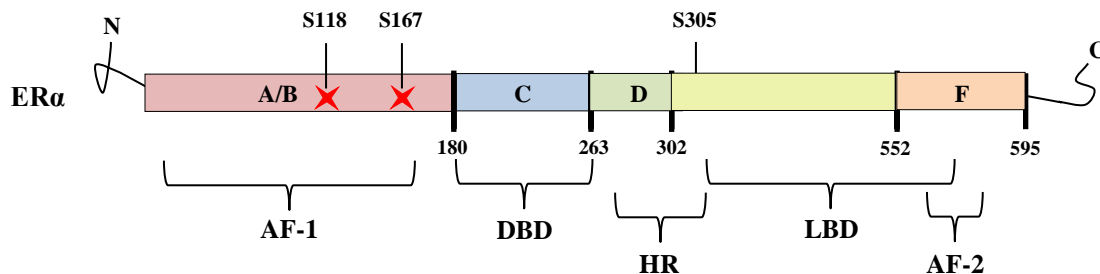 S118 S167 S305
N
C
ERα
A/B C D F
180 263 302 552 595
AF-1 DBD LBD
HR AF-2